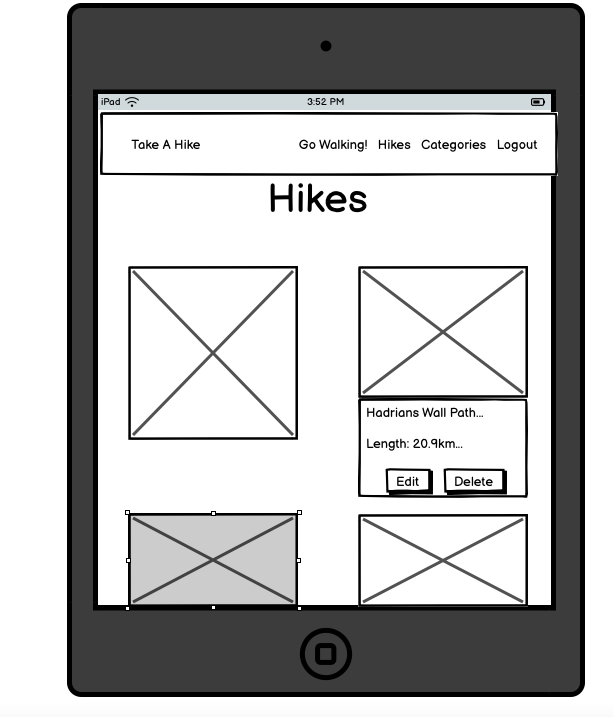 iPad 3:52 PM
Take A Hike Go Walking! Hikes Categories Logout
Hikes
Hadrians Wall Path...
Length: 20.9km...
Edit Delete